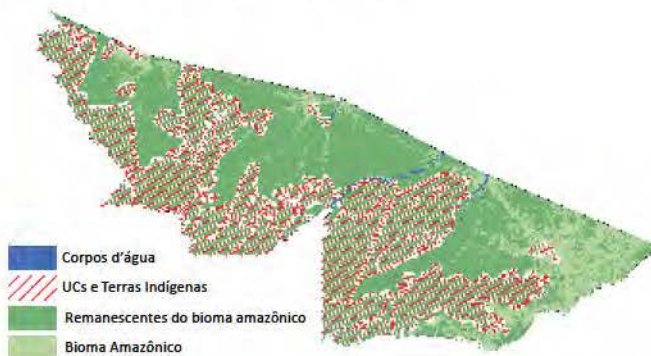 Corpos d'água
UCs e Terras Indígenas
Remanescentes do bioma amazônico
Bioma Amazônico